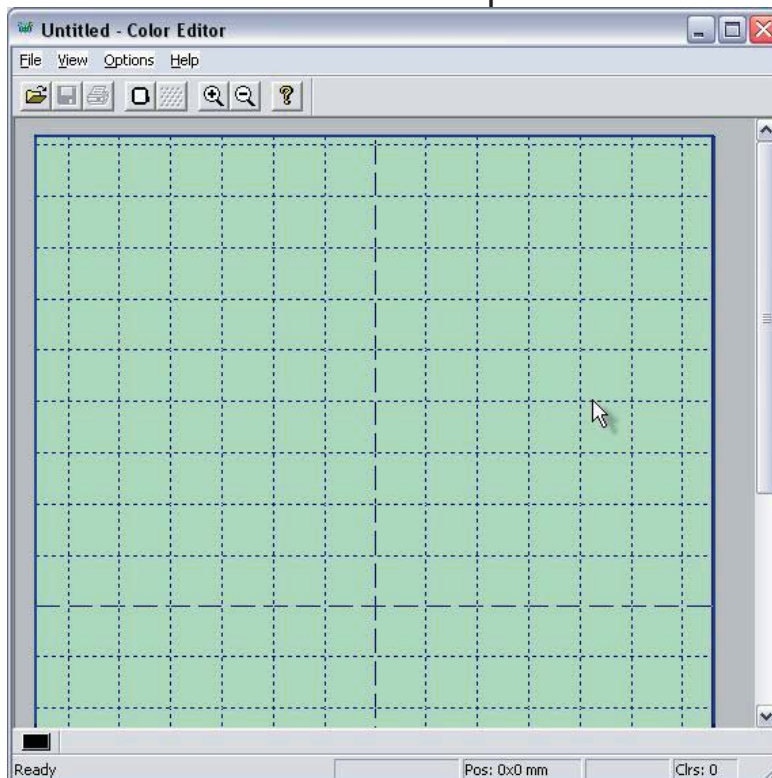 Untitled - Color Editor
File View Options Help
Ready Pos: 0x0 mm Clrs: 0